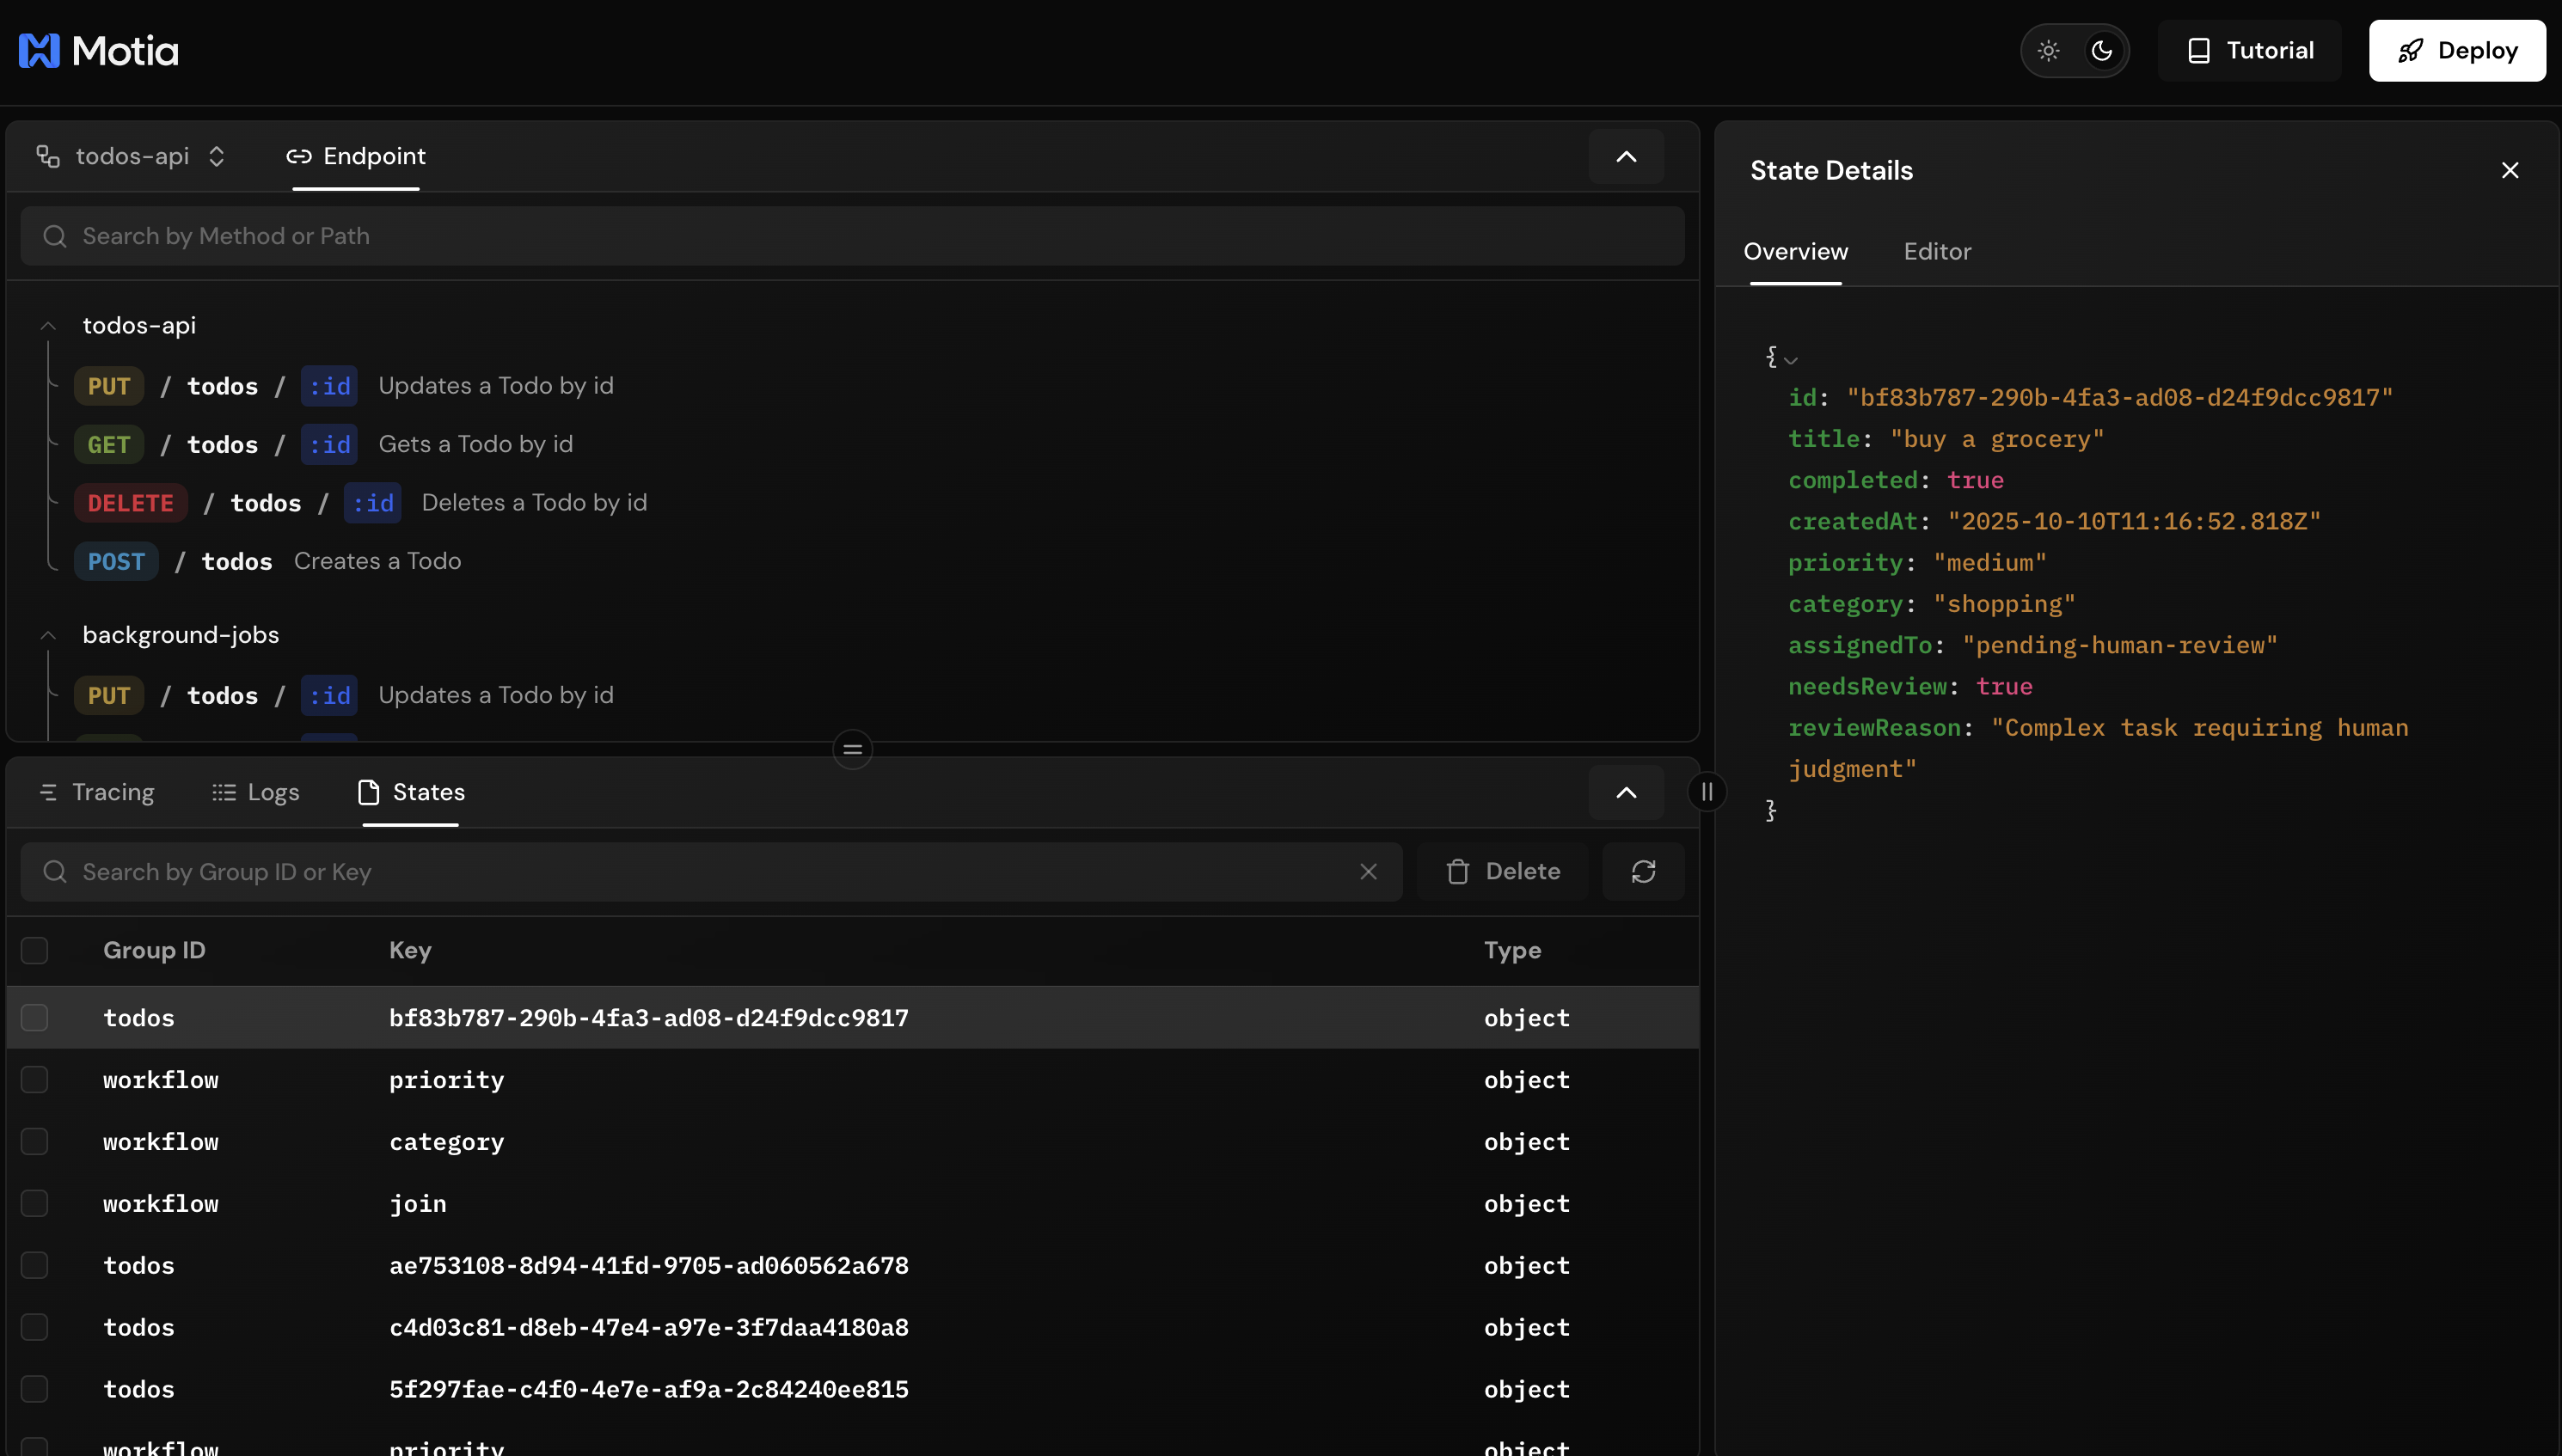 Motia
Tutorial
Deploy
todos-api
Endpoint
Search by Method or Path
todos-api
PUT / todos / :id Updates a Todo by id
GET / todos / :id Gets a Todo by id
DELETE / todos / :id Deletes a Todo by id
POST / todos Creates a Todo
background-jobs
PUT / todos / :id Updates a Todo by id
Tracing
Logs
States
Search by Group ID or Key
Delete
Group ID Key Type
todos bf83b787-290b-4fa3-ad08-d24f9dcc9817 object
workflow priority object
workflow category object
workflow join object
todos ae753108-8d94-41fd-9705-ad060562a678 object
todos c4d03c81-d8eb-47e4-a97e-3f7daa4180a8 object
todos 5f297fae-c4f0-4e7e-af9a-2c84240ee815 object
workflow priority object
State Details
Overview
Editor
{
id: "bf83b787-290b-4fa3-ad08-d24f9dcc9817"
title: "buy a grocery"
completed: true
createdAt: "2025-10-10T11:16:52.818Z"
priority: "medium"
category: "shopping"
assignedTo: "pending-human-review"
needsReview: true
reviewReason: "Complex task requiring human
judgment"
}